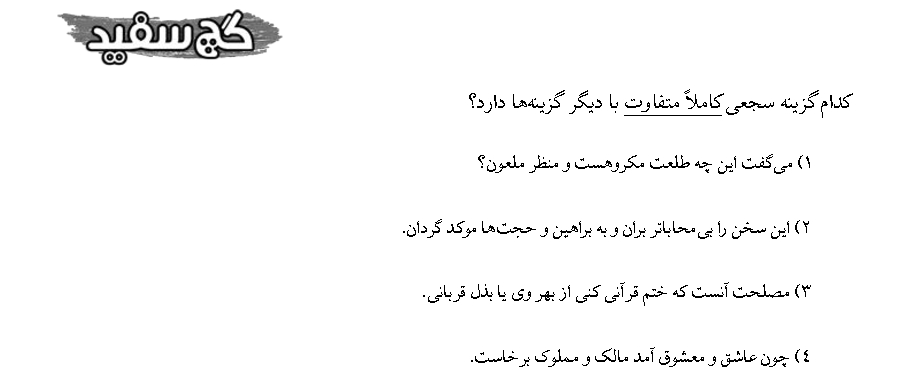 گچ سفید
کدام گزینه سجعی کاملاً متفاوت با دیگر گزینه‌ها دارد؟
۱) می‌گفت این چه طلعت مکروهست و منظر ملعون؟
۲) این سخن را بی‌محاباتر بران و به براهین و حجت‌ها موکد گردان.
۳) مصلحت آنست که ختم قرآنی کنی از بهر وی یا بذل قربانی.
۴) چون عاشق و معشوق آمد مالک و مملوک برخاست.